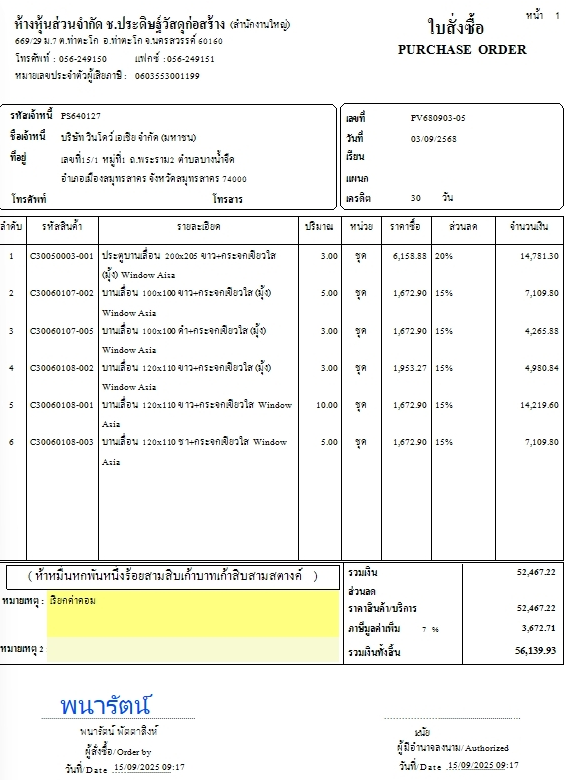 ห้างหุ้นส่วนจำกัด ช.ประดิษฐ์วัสดุก่อสร้าง (สำนักงานใหญ่)
669/29 ม.7 ต.ท่าตะโก อ.ท่าตะโก จ.นครสวรรค์ 60160
โทรศัพท์ : 056-249150 แฟกซ์ : 056-249151
หมายเลขประจำตัวผู้เสียภาษี : 0603553001199
หน้า 1
ใบสั่งซื้อ
PURCHASE ORDER
รหัสเจ้าหนี้ PS640127
ชื่อเจ้าหนี้ บริษัท วินโดว์ เอเชีย จำกัด (มหาชน)
ที่อยู่ เลขที่15/1 หมู่ที่1 ถ.พระราม2 ตำบลบางน้ำจืด
อำเภอเมืองสมุทรสาคร จังหวัดสมุทรสาคร 74000
โทรศัพท์ โทรสาร
เลขที่ PV680903-05
วันที่ 03/09/2568
เรียน
แผนก
เครดิต 30 วัน
ลำดับ รหัสสินค้า รายละเอียด ปริมาณ หน่วย ราคาซื้อ ส่วนลด จำนวนเงิน
1 C30050003-001 ประตูบานเลื่อน 200x205 ขาว+กระจกเขียวใส 3.00 ชุด 6,158.88 20% 14,781.30
(มุ้ง) Window Aisa
2 C30060107-002 บานเลื่อน 100x100 ขาว+กระจกเขียวใส (มุ้ง) 5.00 ชุด 1,672.90 15% 7,109.80
Window Asia
3 C30060107-005 บานเลื่อน 100x100 ดำ+กระจกเขียวใส (มุ้ง) 3.00 ชุด 1,672.90 15% 4,265.88
Window Asia
4 C30060108-002 บานเลื่อน 120x110 ขาว+กระจกเขียวใส (มุ้ง) 3.00 ชุด 1,953.27 15% 4,980.84
Window Asia
5 C30060108-001 บานเลื่อน 120x110 ขาว+กระจกเขียวใส Window 10.00 ชุด 1,672.90 15% 14,219.60
Asia
6 C30060108-003 บานเลื่อน 120x110 ชา+กระจกเขียวใส Window 5.00 ชุด 1,672.90 15% 7,109.80
Asia
( ห้าหมื่นหกพันหนึ่งร้อยสามสิบเก้าบาทเก้าสิบสามสตางค์ )
หมายเหตุ : เรียกค่าคอม
หมายเหตุ 2
รวมเงิน 52,467.22
ส่วนลด
ราคาสินค้า/บริการ 52,467.22
ภาษีมูลค่าเพิ่ม 7 % 3,672.71
รวมเงินทั้งสิ้น 56,139.93
พนารัตน์
พนารัตน์ พัดตาสิงห์
ผู้สั่งซื้อ/Order by
วันที่/Date 15/09/2025 09:17
ผู้มีอำนาจลงนาม/Authorized
วันที่/Date 15/09/2025 09:17